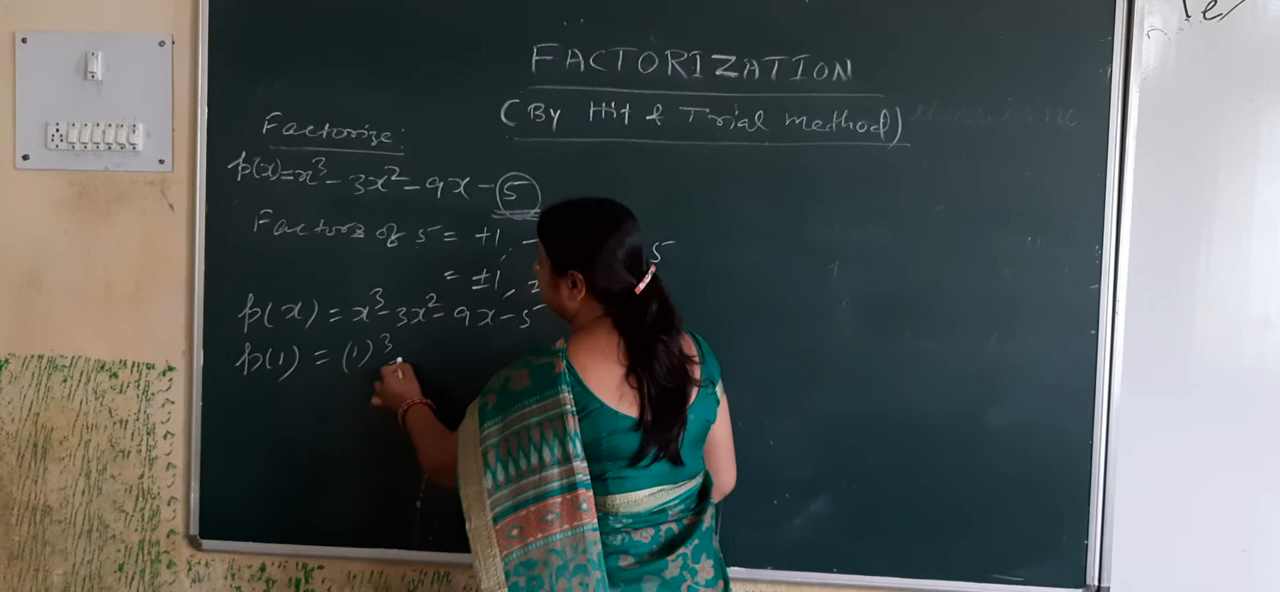 FACTORIZATION
(By Hit & Trial method)
Factorize:
p(x)=x³-3x²-9x-5
Factors of 5 = +1, - 5
= ±1,
p(x) = x³-3x²-9x-5
p(1) = (1)³